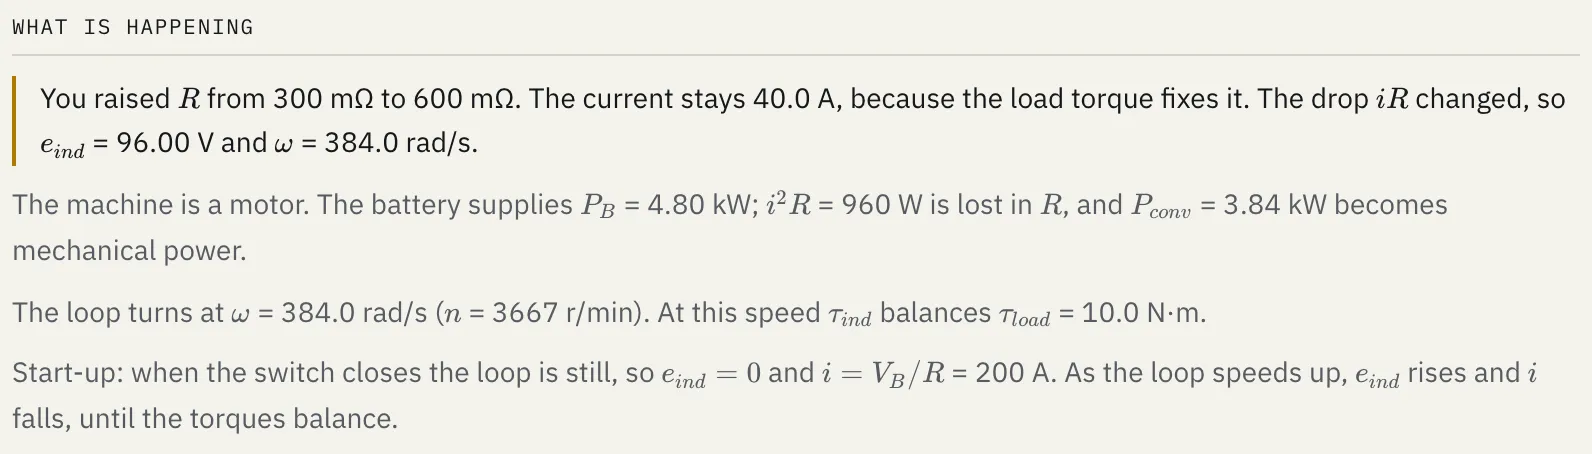 WHAT IS HAPPENING
You raised R from 300 mΩ to 600 mΩ. The current stays 40.0 A, because the load torque fixes it. The drop iR changed, so
e_ind = 96.00 V and ω = 384.0 rad/s.
The machine is a motor. The battery supplies P_B = 4.80 kW; i²R = 960 W is lost in R, and P_conv = 3.84 kW becomes
mechanical power.
The loop turns at ω = 384.0 rad/s (n = 3667 r/min). At this speed τ_ind balances τ_load = 10.0 N·m.
Start-up: when the switch closes the loop is still, so e_ind = 0 and i = V_B/R = 200 A. As the loop speeds up, e_ind rises and i
falls, until the torques balance.